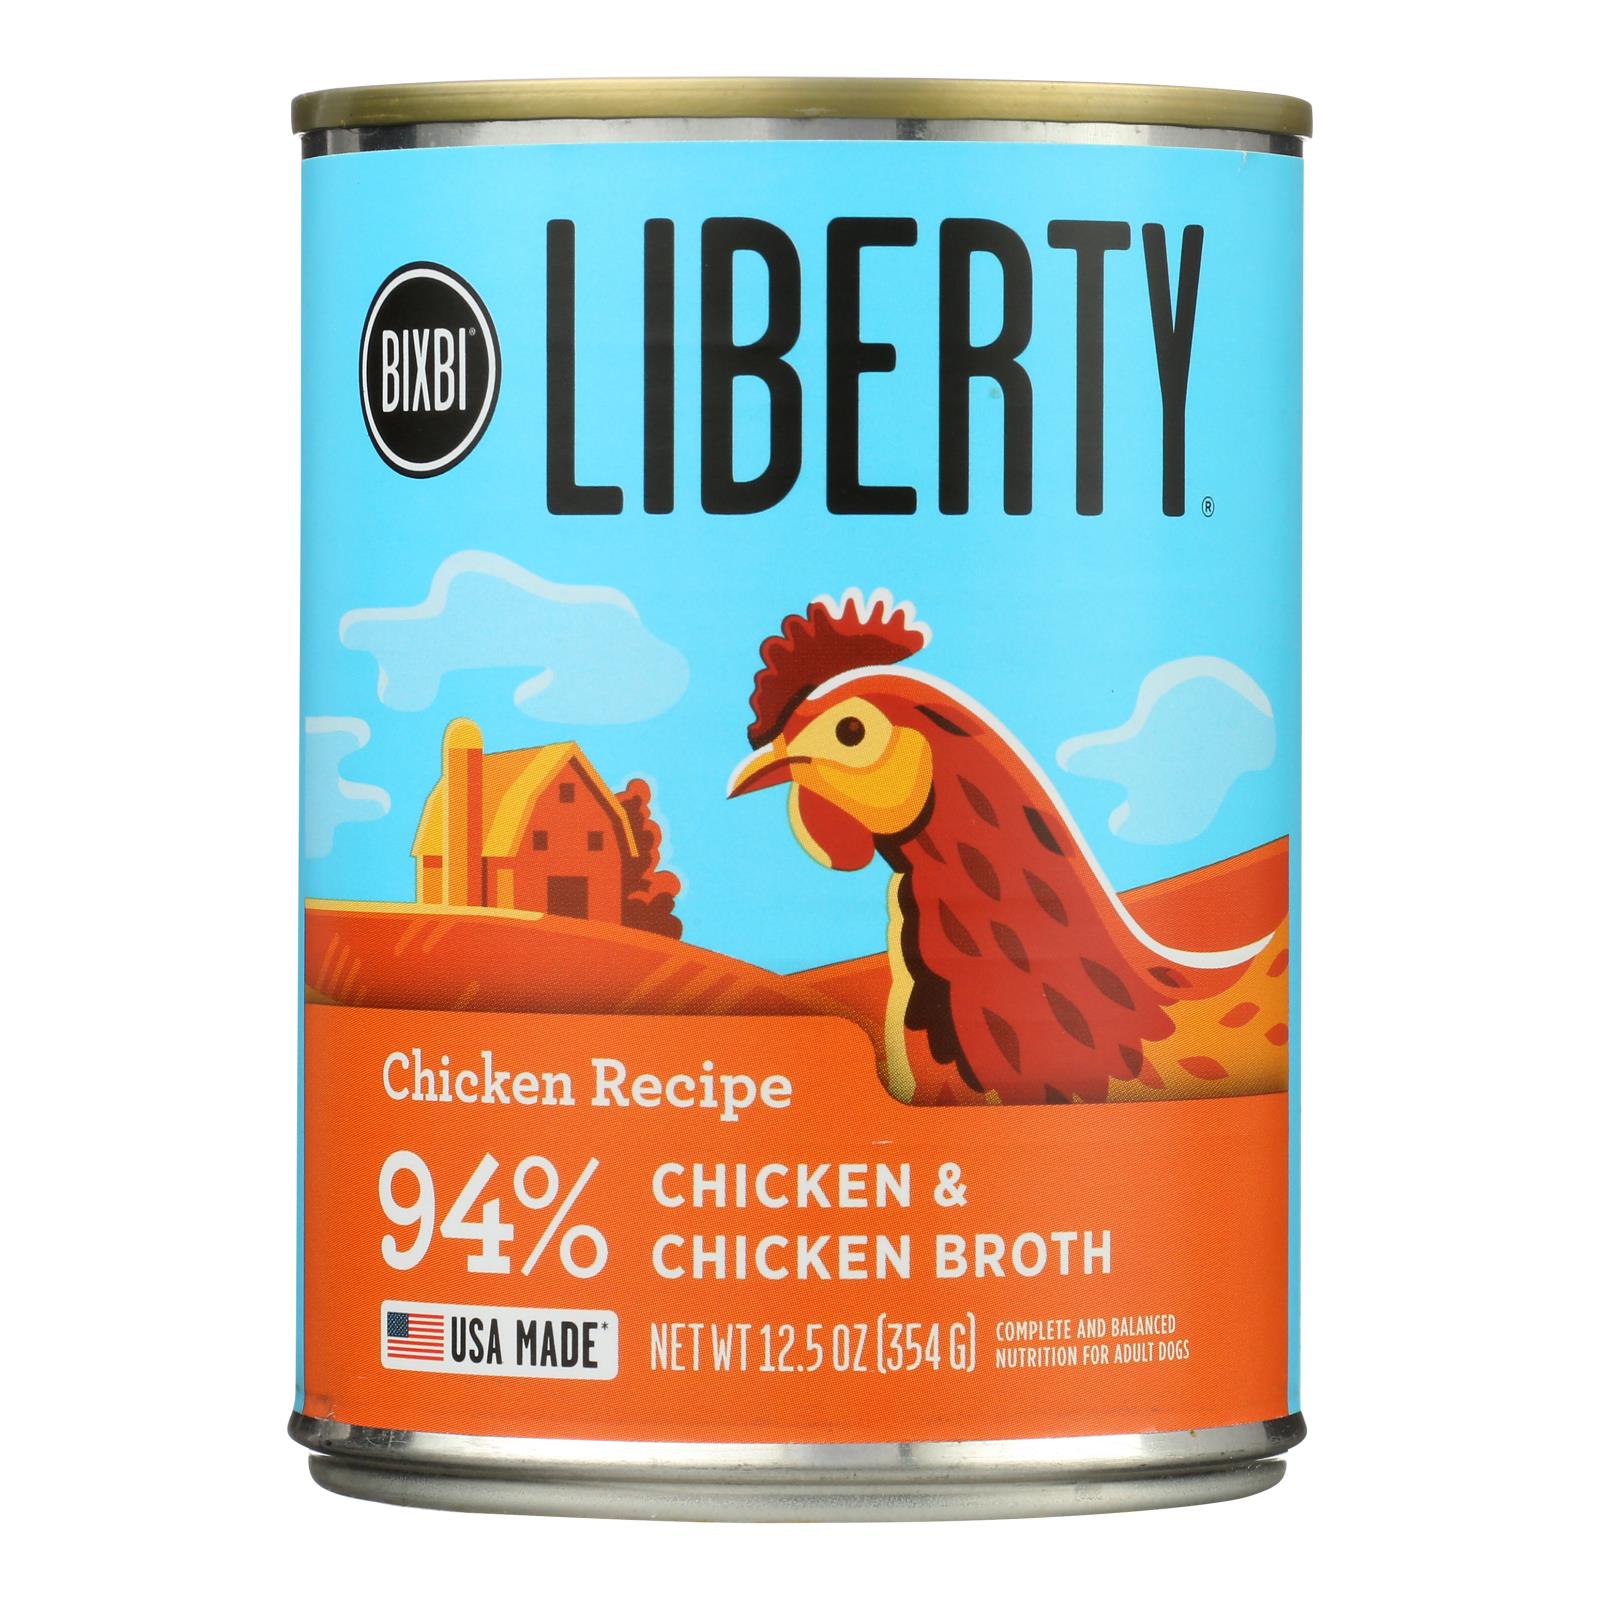 BIXBI®
LIBERTY®
Chicken Recipe
94% CHICKEN &
CHICKEN BROTH
USA MADE*
NET WT 12.5 OZ (354 G)
COMPLETE AND BALANCED
NUTRITION FOR ADULT DOGS